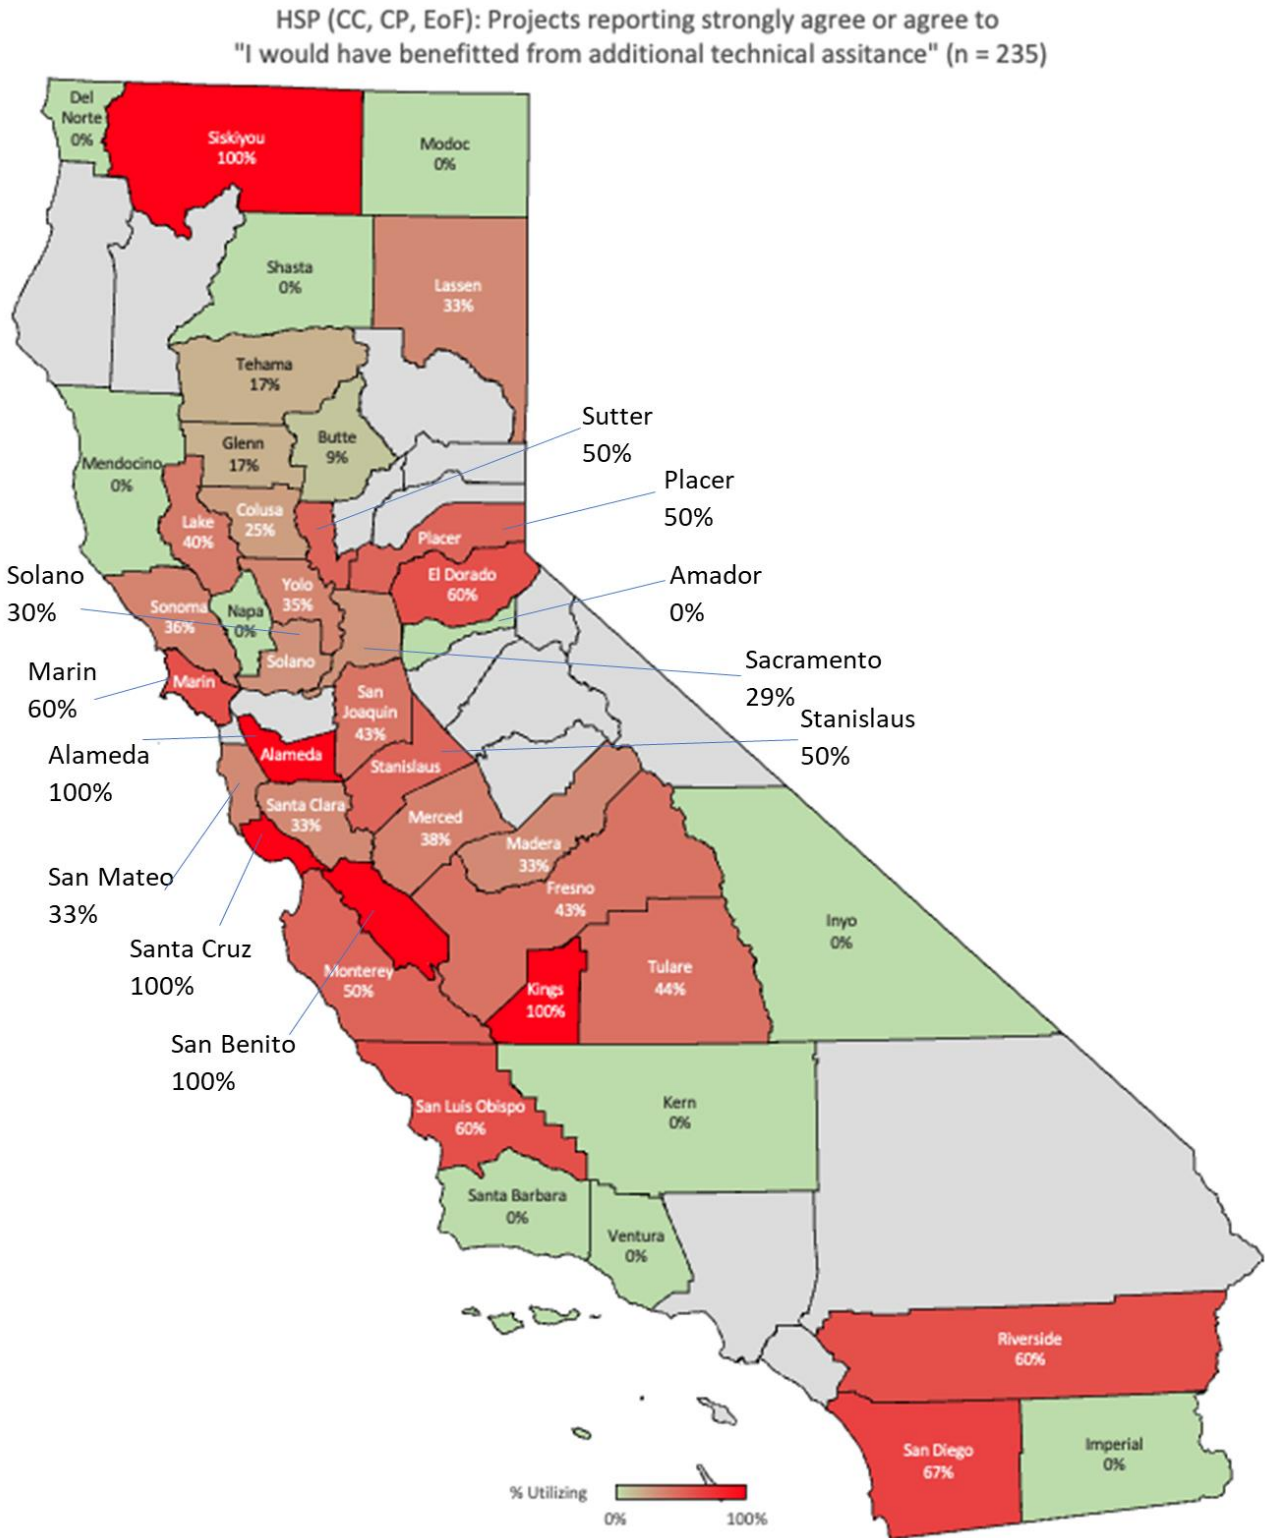 HSP (CC, CP, EoF): Projects reporting strongly agree or agree to
"I would have benefitted from additional technical assitance" (n = 235)
Del
Norte
0%
Siskiyou
100%
Modoc
0%
Shasta
0%
Lassen
33%
Tehama
17%
Glenn
17%
Butte
9%
Sutter
50%
Mendocino
0%
Placer
50%
Lake
40%
Colusa
25%
Placer
El Dorado
60%
Amador
0%
Solano
30%
Sonoma
36%
Napa
0%
Yolo
35%
Solano
Sacramento
29%
Marin
60%
Marin
San
Joaquin
43%
Stanislaus
50%
Alameda
100%
Alameda
Stanislaus
Santa Clara
33%
Merced
38%
Madera
33%
San Mateo
33%
Fresno
43%
Santa Cruz
100%
Inyo
0%
Monterey
50%
Kings
100%
Tulare
44%
San Benito
100%
San Luis Obispo
60%
Kern
0%
Santa Barbara
0%
Ventura
0%
Riverside
60%
San Diego
67%
Imperial
0%
% Utilizing
0%
100%